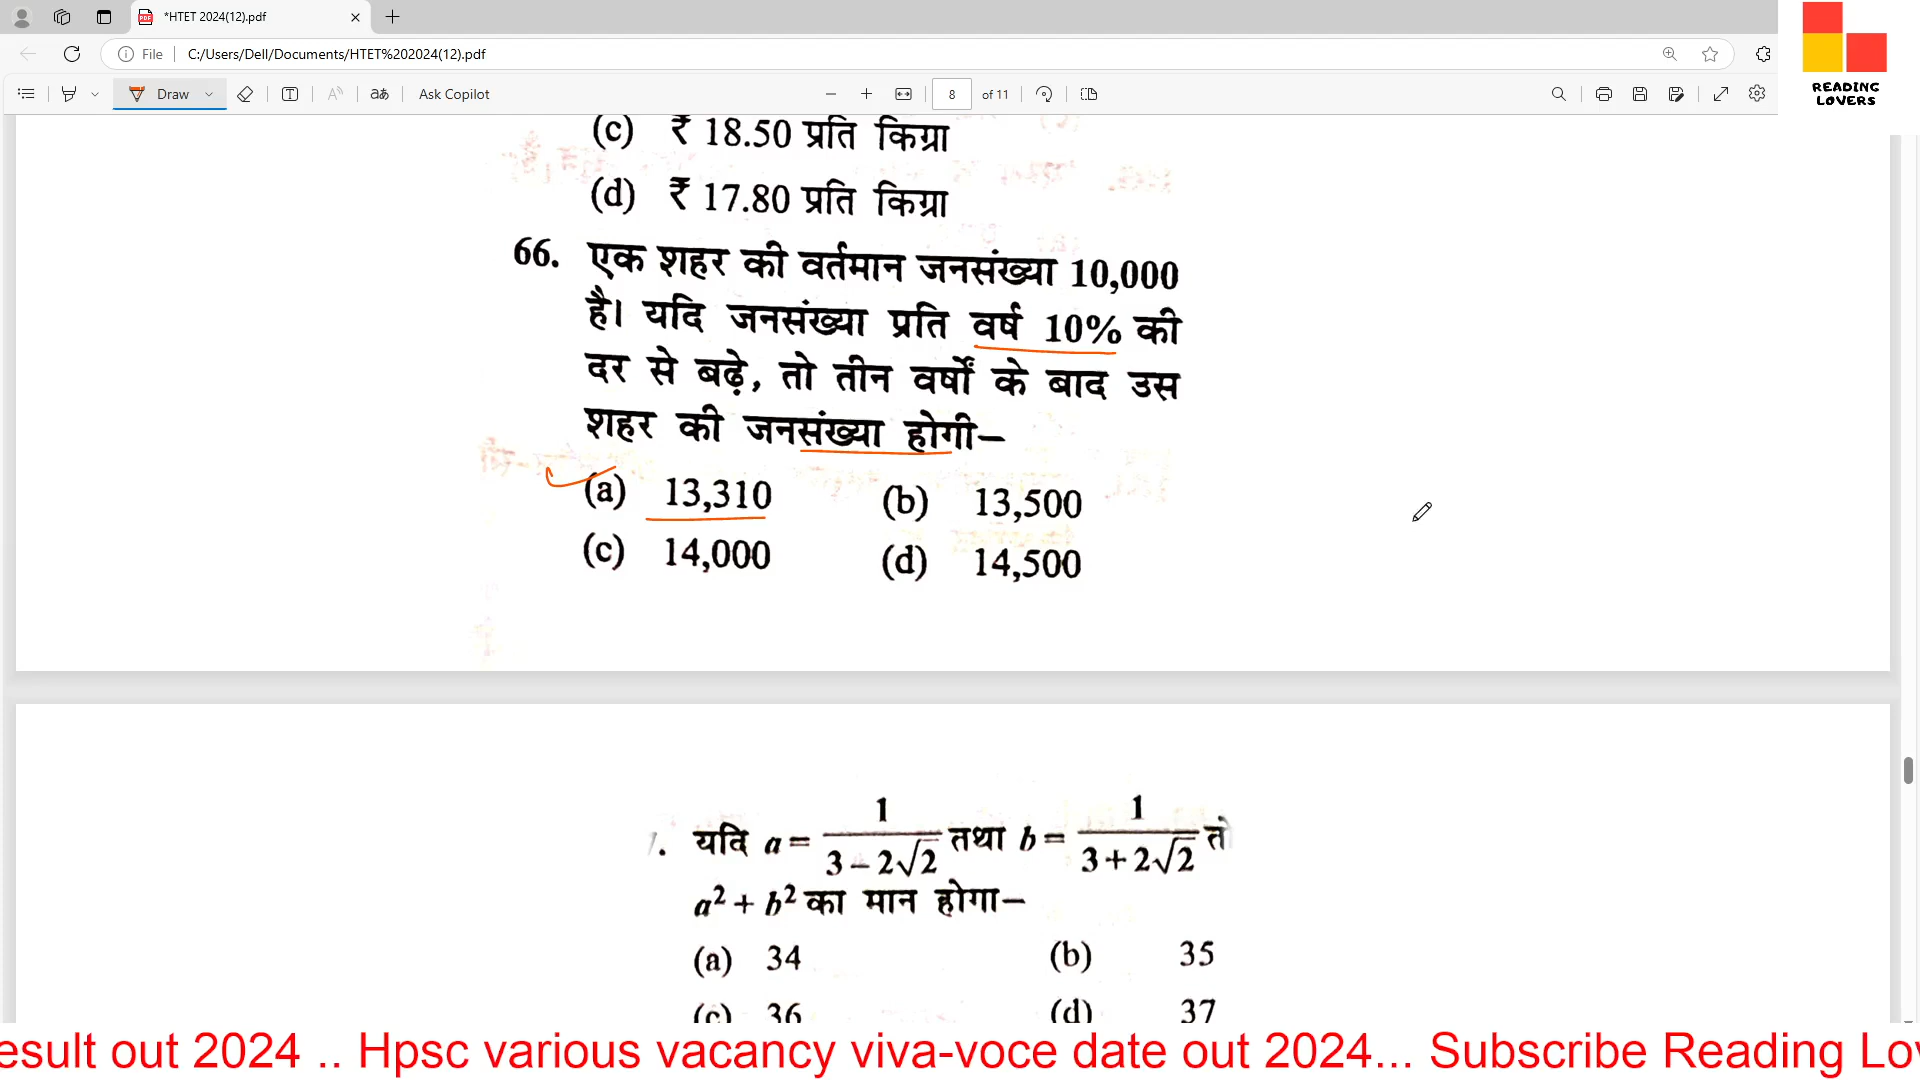 *HTET 2024(12).pdf
File C:/Users/Dell/Documents/HTET%202024(12).pdf
Draw Ask Copilot 8 of 11
READING
LOVERS
(c) ₹ 18.50 प्रति किग्रा
(d) ₹ 17.80 प्रति किग्रा
66. एक शहर की वर्तमान जनसंख्या 10,000
है। यदि जनसंख्या प्रति वर्ष 10% की
दर से बढ़े, तो तीन वर्षों के बाद उस
शहर की जनसंख्या होगी–
(a) 13,310 (b) 13,500
(c) 14,000 (d) 14,500
. यदि a = 1/(3 – 2√2) तथा b = 1/(3 + 2√2) तो
a² + b² का मान होगा–
(a) 34 (b) 35
(c) 36 (d) 37
esult out 2024 .. Hpsc various vacancy viva-voce date out 2024... Subscribe Reading Lov